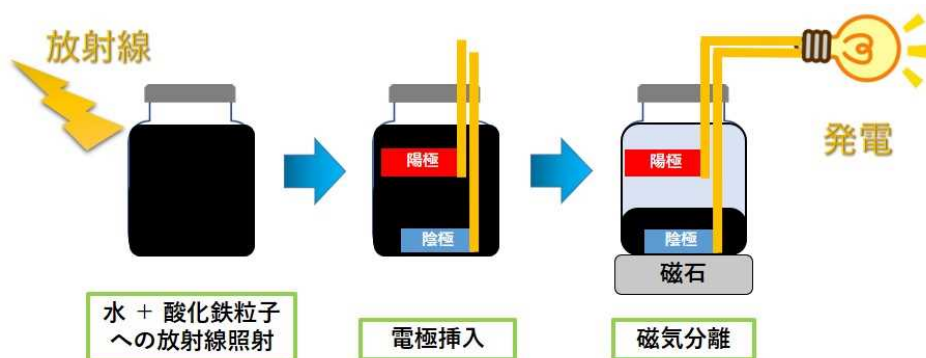 放射線
陽極
陰極
陽極
陰極
磁石
発電
水 + 酸化鉄粒子
への放射線照射
電極挿入
磁気分離